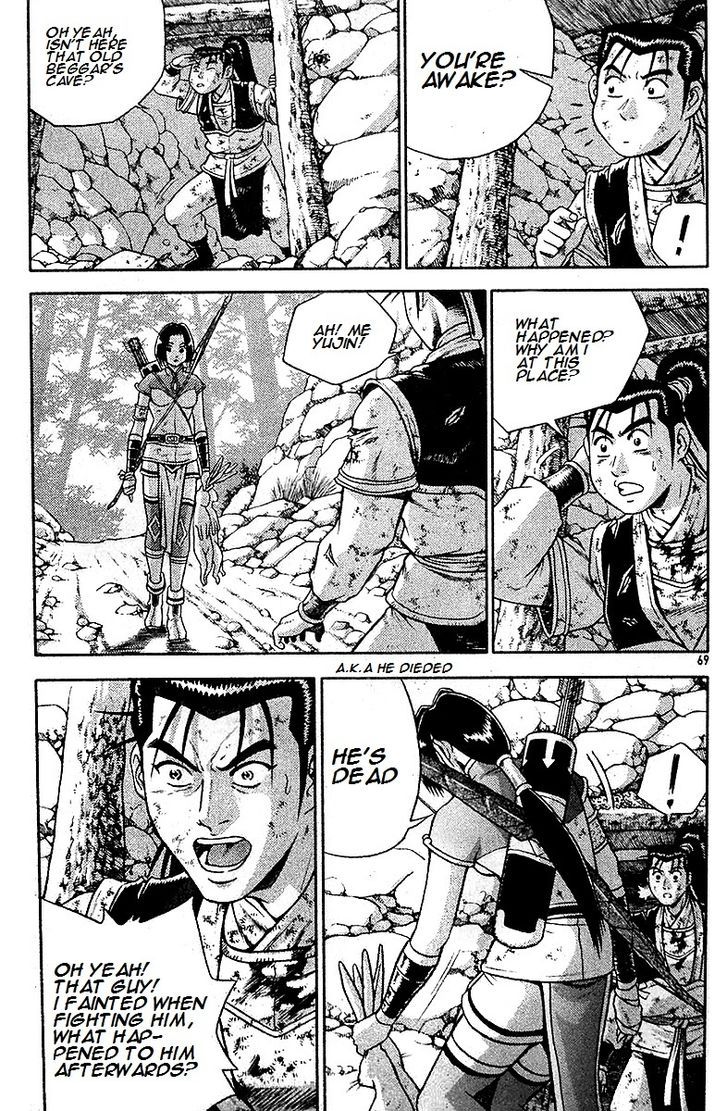 OH YEAH,
ISN'T HERE
THAT OLD
BEGGAR'S
CAVE?
YOU'RE
AWAKE?
!
AH! ME
YUJIN!
WHAT
HAPPENED?
WHY AM I
AT THIS
PLACE?
69
A.K.A HE DIEDED
OH YEAH!
THAT GUY!
I FAINTED WHEN
FIGHTING HIM,
WHAT HAP-
PENED TO HIM
AFTERWARDS?
HE'S
DEAD
!